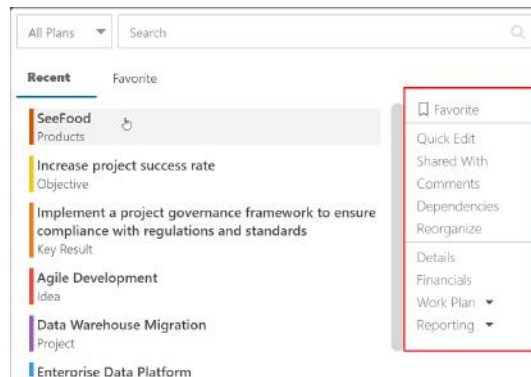 All Plans
Search
Recent
Favorite
SeeFood
Products
Increase project success rate
Objective
Implement a project governance framework to ensure
compliance with regulations and standards
Key Result
Agile Development
Idea
Data Warehouse Migration
Project
Enterprise Data Platform
Favorite
Quick Edit
Shared With
Comments
Dependencies
Reorganize
Details
Financials
Work Plan
Reporting